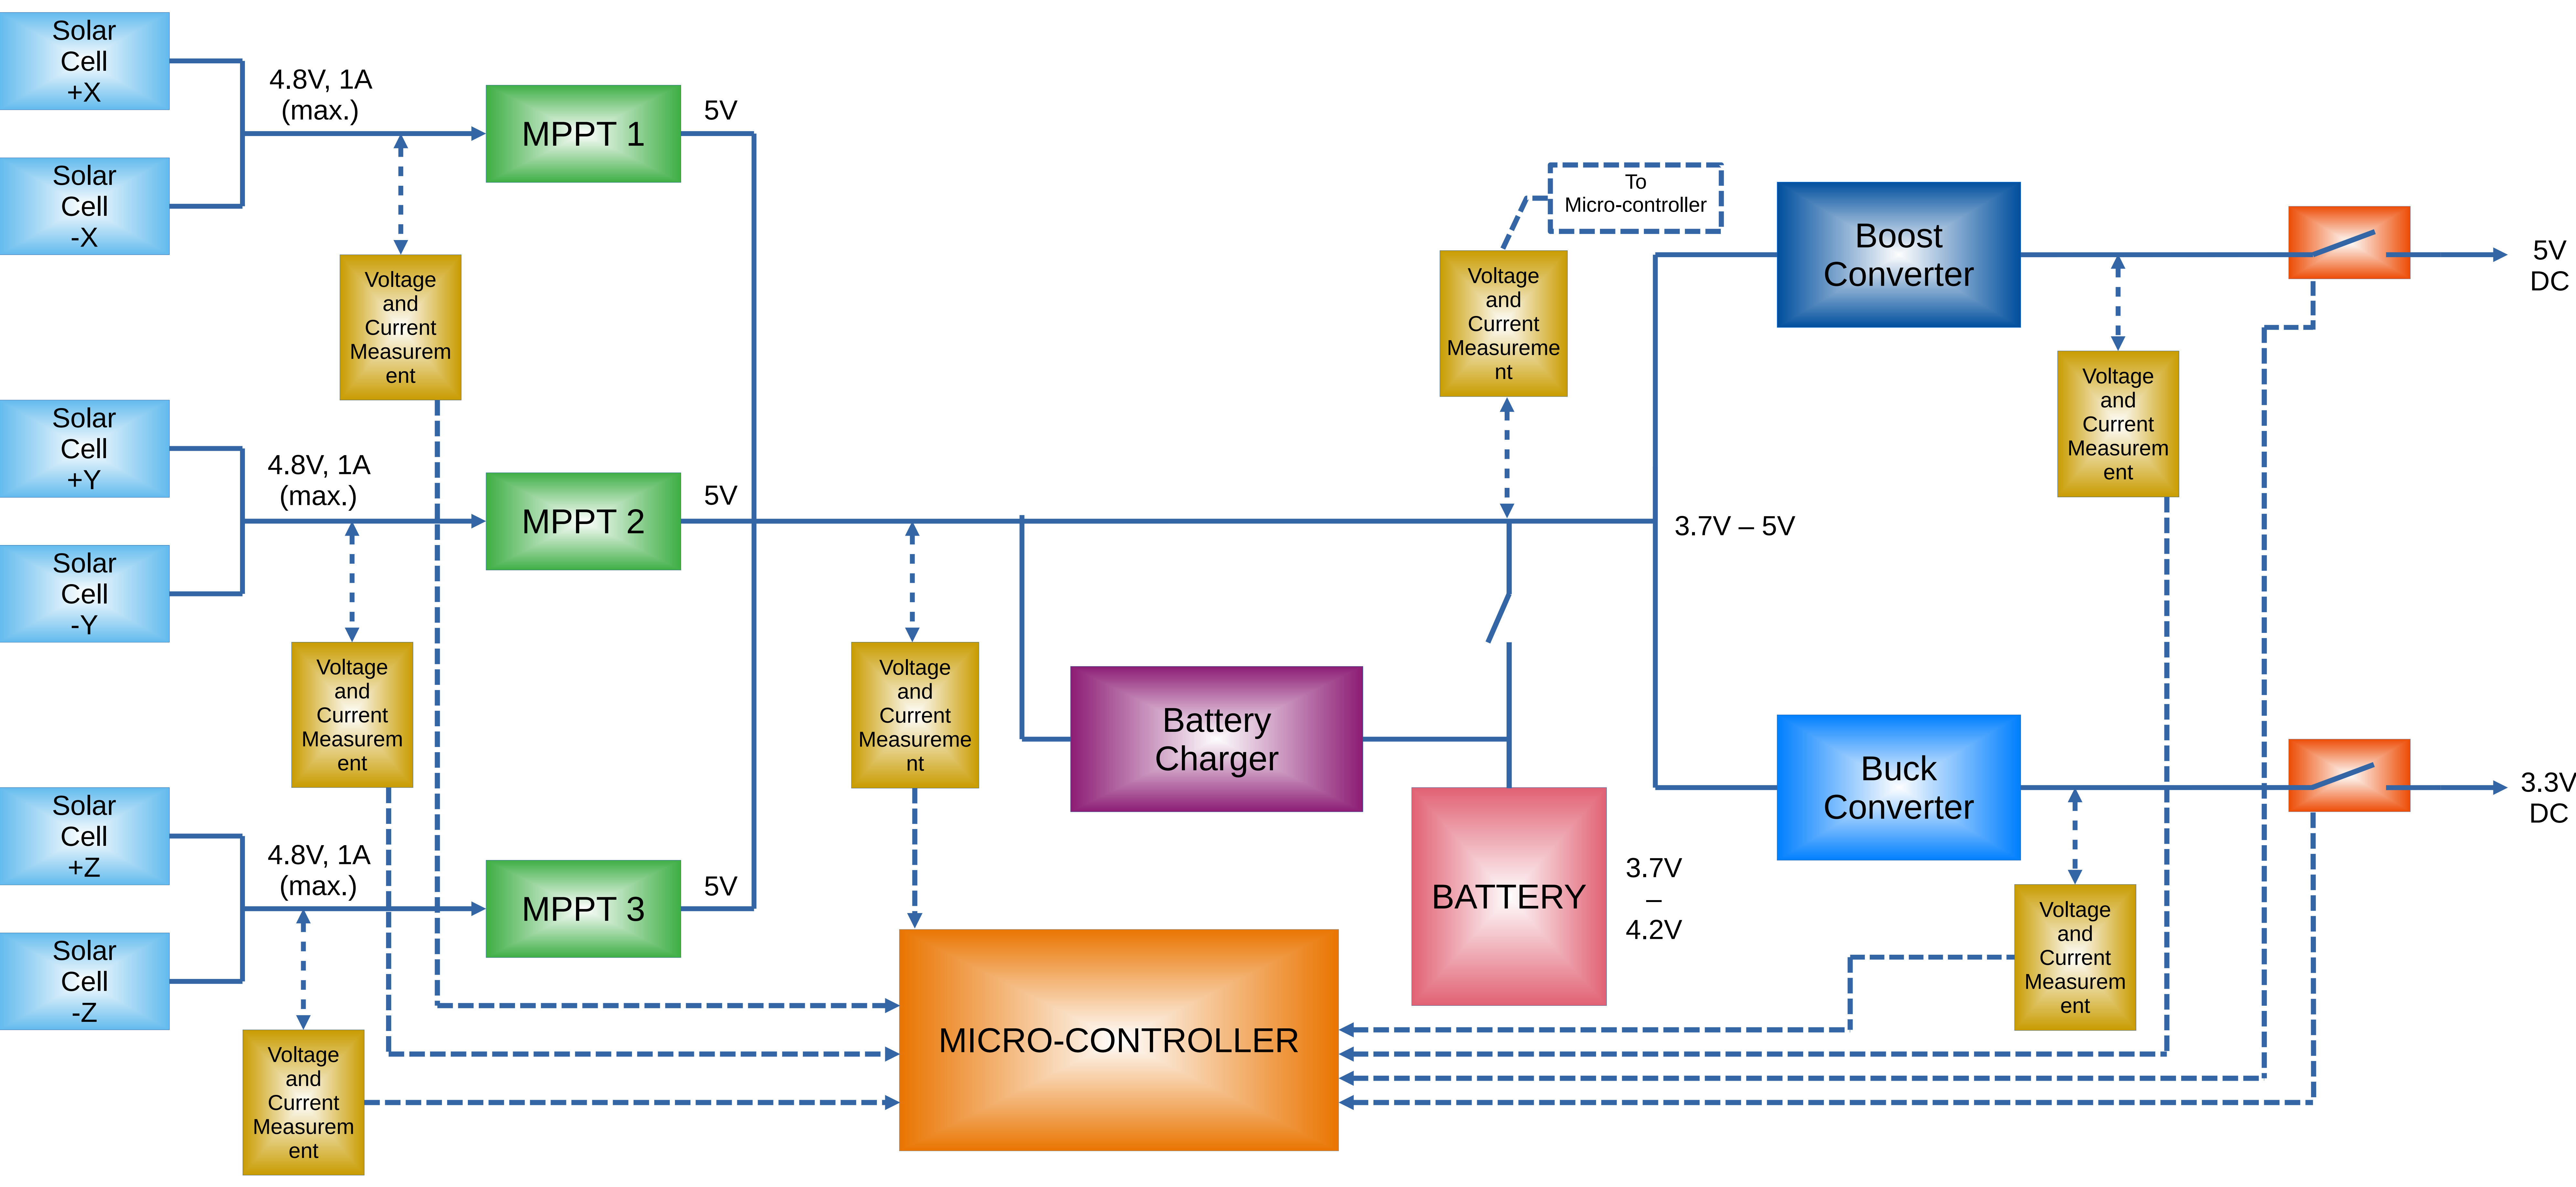 Solar
Cell
+X
4.8V, 1A
(max.)
MPPT 1
5V
Solar
Cell
-X
Voltage
and
Current
Measurem
ent
To
Micro-controller
Voltage
and
Current
Measureme
nt
Boost
Converter
5V
DC
Voltage
and
Current
Measurem
ent
Solar
Cell
+Y
4.8V, 1A
(max.)
MPPT 2
5V
3.7V – 5V
Solar
Cell
-Y
Voltage
and
Current
Measurem
ent
Voltage
and
Current
Measureme
nt
Battery
Charger
Buck
Converter
3.3V
DC
Solar
Cell
+Z
4.8V, 1A
(max.)
MPPT 3
5V
BATTERY
3.7V
–
4.2V
Voltage
and
Current
Measurem
ent
Solar
Cell
-Z
Voltage
and
Current
Measurem
ent
MICRO-CONTROLLER